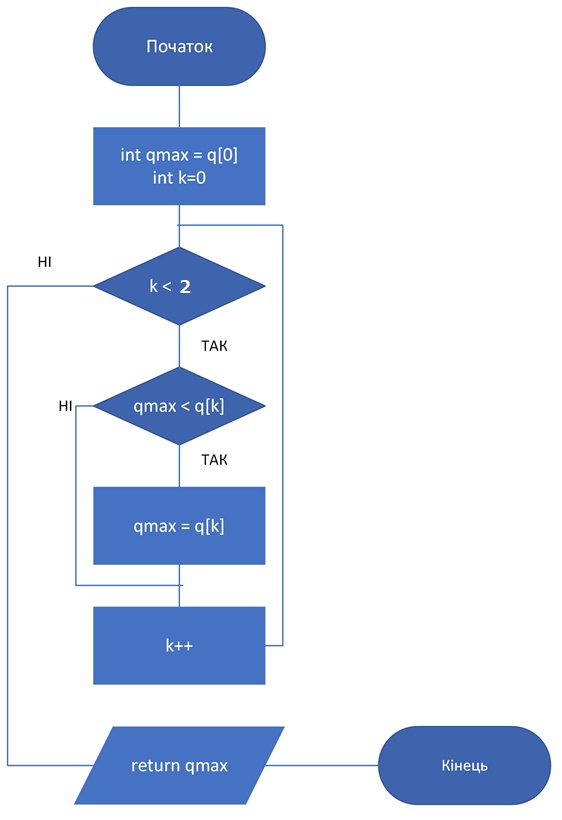 Початок
int qmax = q[0]
int k=0
НІ
k < 2
ТАК
НІ
qmax < q[k]
ТАК
qmax = q[k]
k++
return qmax
Кінець